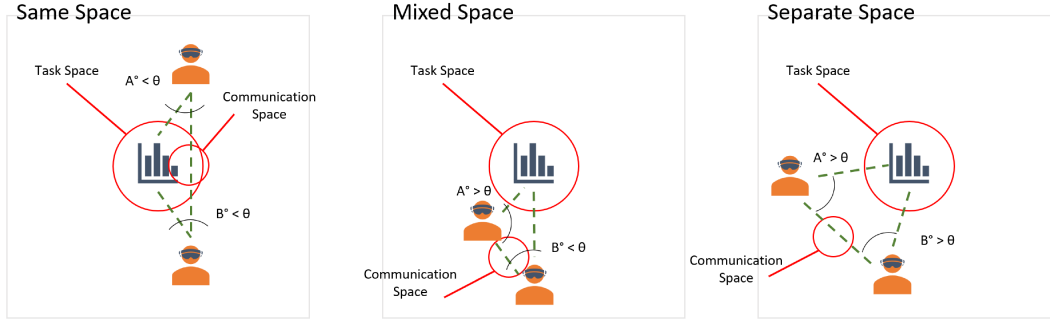 Same Space
Task Space
A° < θ
Communication
Space
B° < θ
Mixed Space
Task Space
A° > θ
B° < θ
Communication
Space
Separate Space
Task Space
A° > θ
B° > θ
Communication
Space